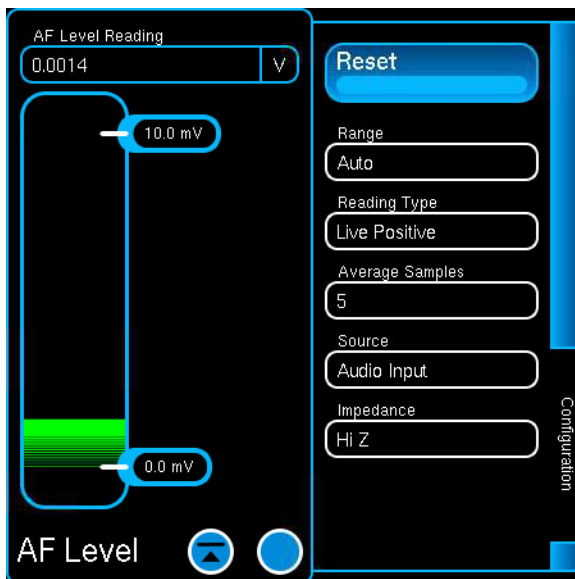 AF Level Reading
0.0014 V
10.0 mV
0.0 mV
AF Level
Reset
Range
Auto
Reading Type
Live Positive
Average Samples
5
Source
Audio Input
Impedance
Hi Z
Configuration